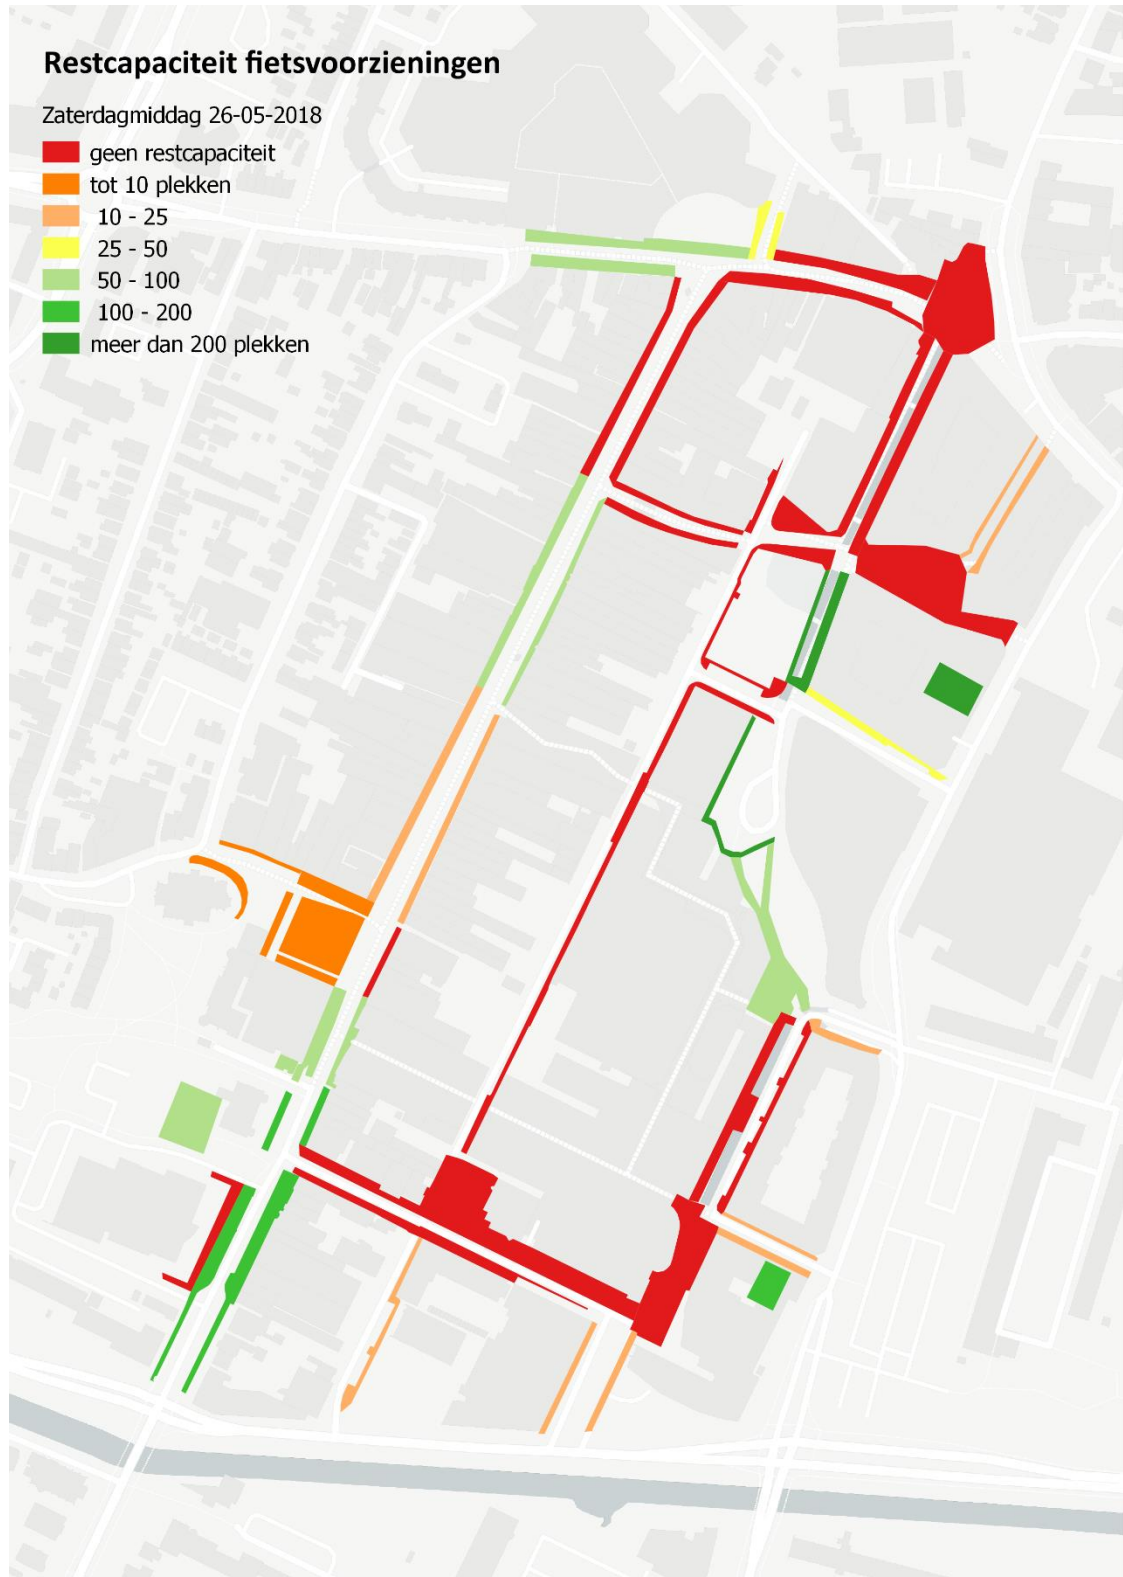 Restcapaciteit fietsvoorzieningen
Zaterdagmiddag 26-05-2018
geen restcapaciteit
tot 10 plekken
10 - 25
25 - 50
50 - 100
100 - 200
meer dan 200 plekken